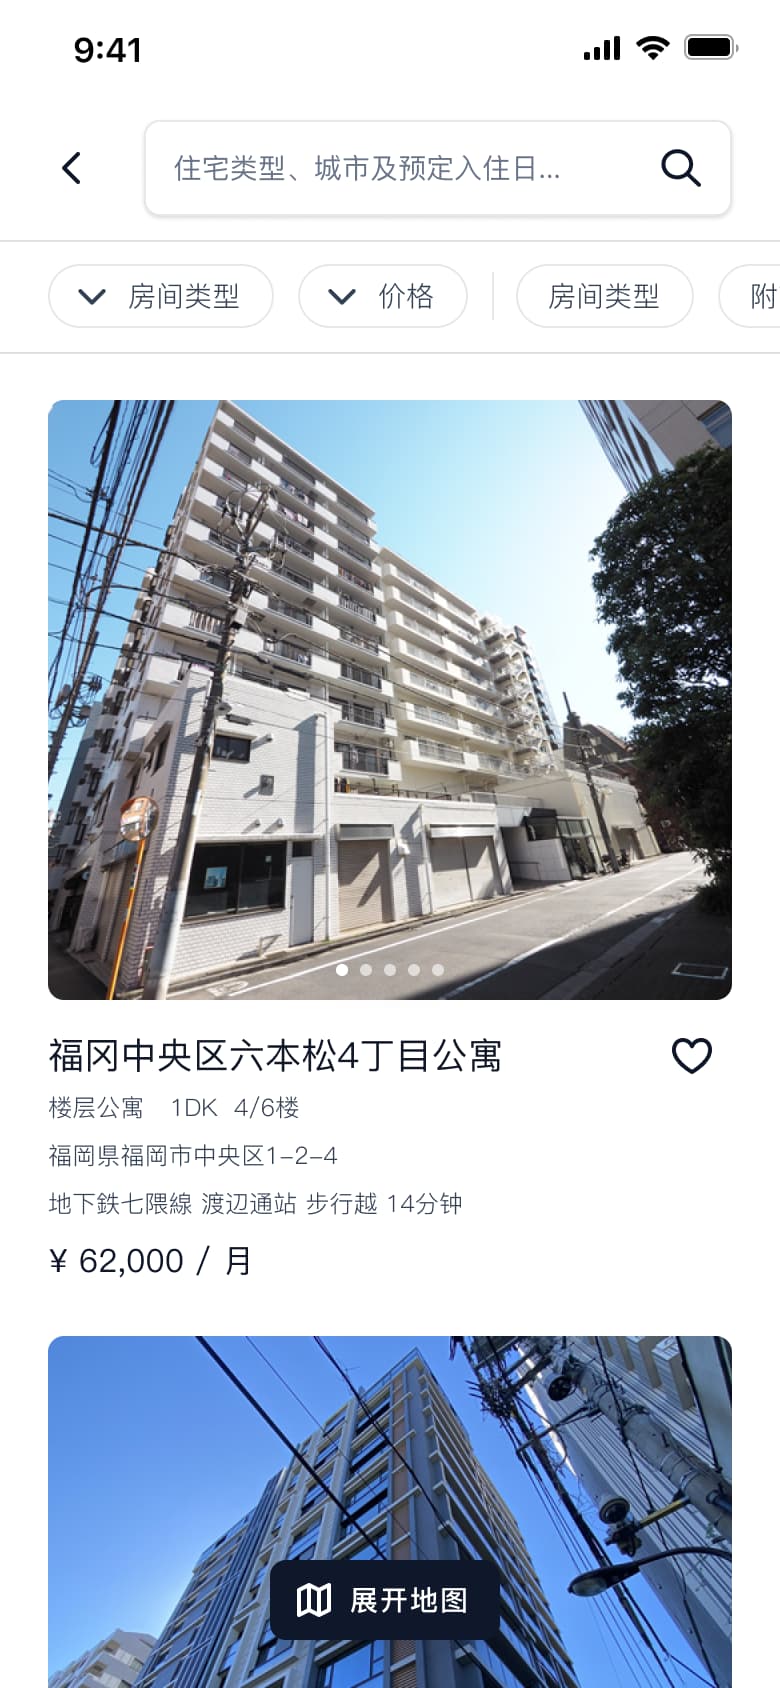 9:41
住宅类型、城市及预定入住日...
房间类型
价格
房间类型
附
福冈中央区六本松4丁目公寓
楼层公寓 1DK 4/6楼
福岡県福岡市中央区1-2-4
地下鉄七隈線 渡辺通站 步行越 14分钟
¥ 62,000 / 月
展开地图